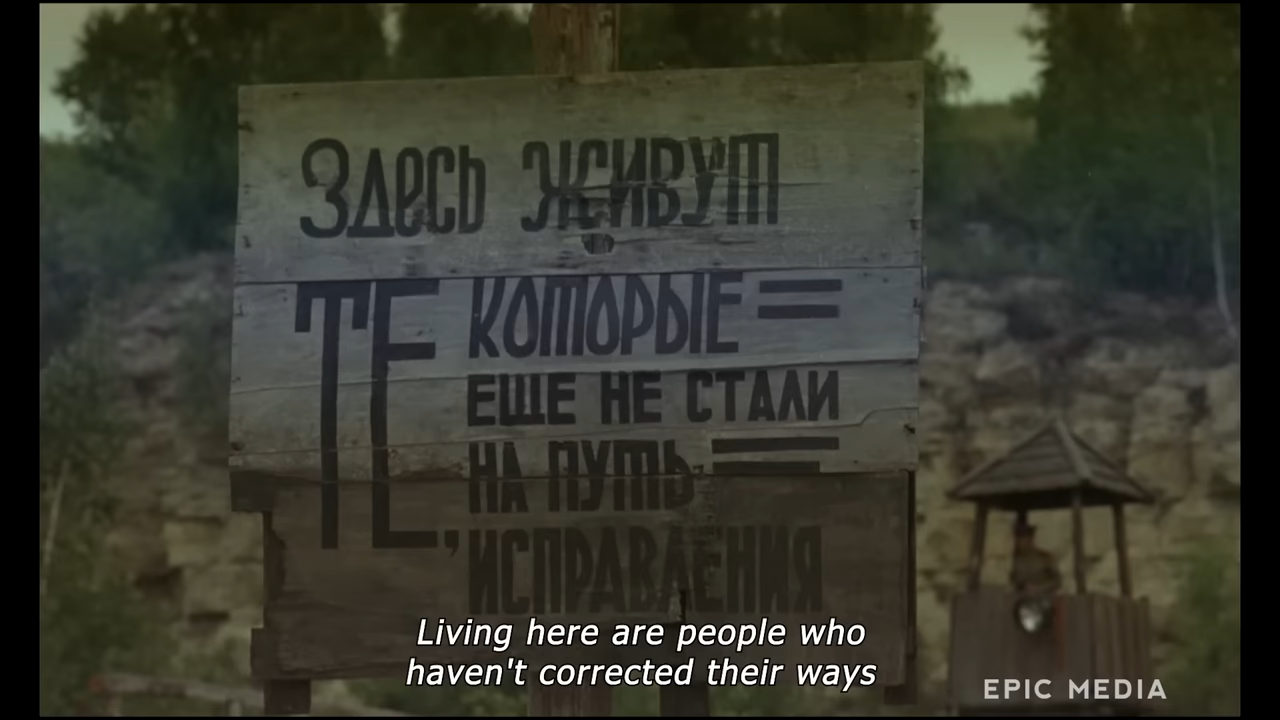 Здесь живут
ТЕ, которые
ЕЩЕ НЕ СТАЛИ
НА ПУТЬ
ИСПРАВЛЕНИЯ
Living here are people who
haven't corrected their ways
EPIC MEDIA